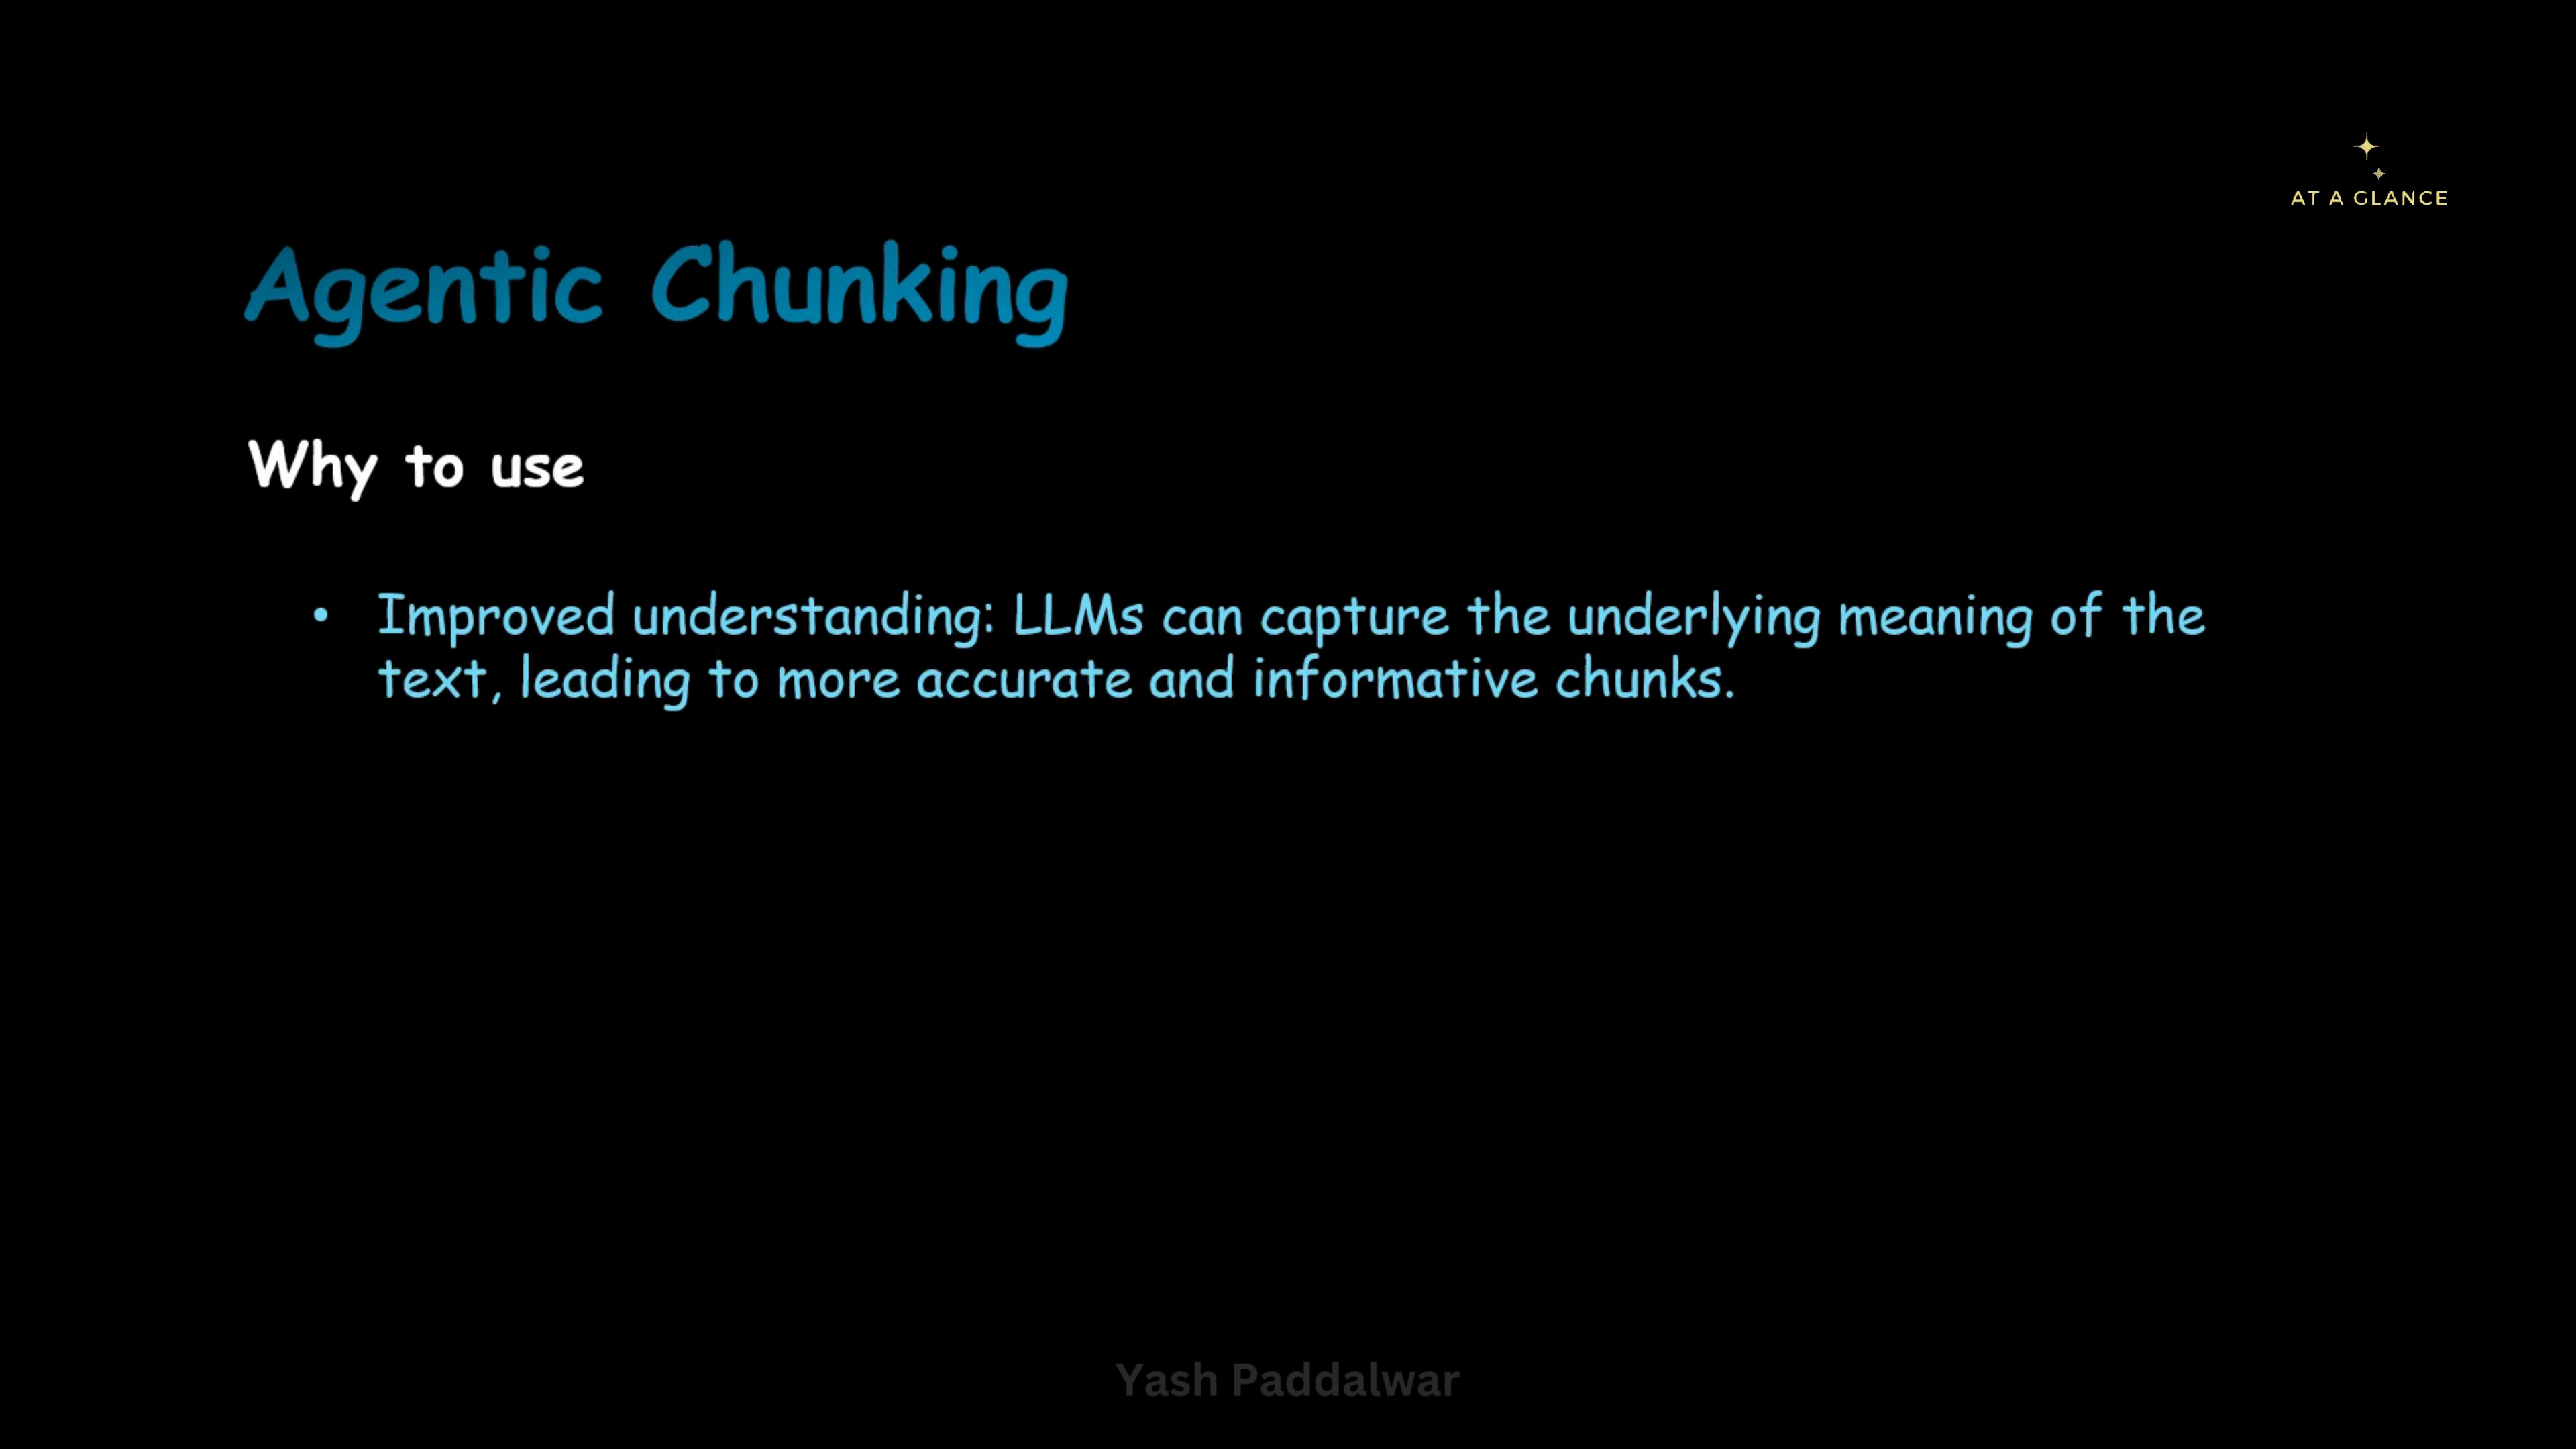 AT A GLANCE
Agentic Chunking
Why to use
• Improved understanding: LLMs can capture the underlying meaning of the
text, leading to more accurate and informative chunks.
Yash Paddalwar